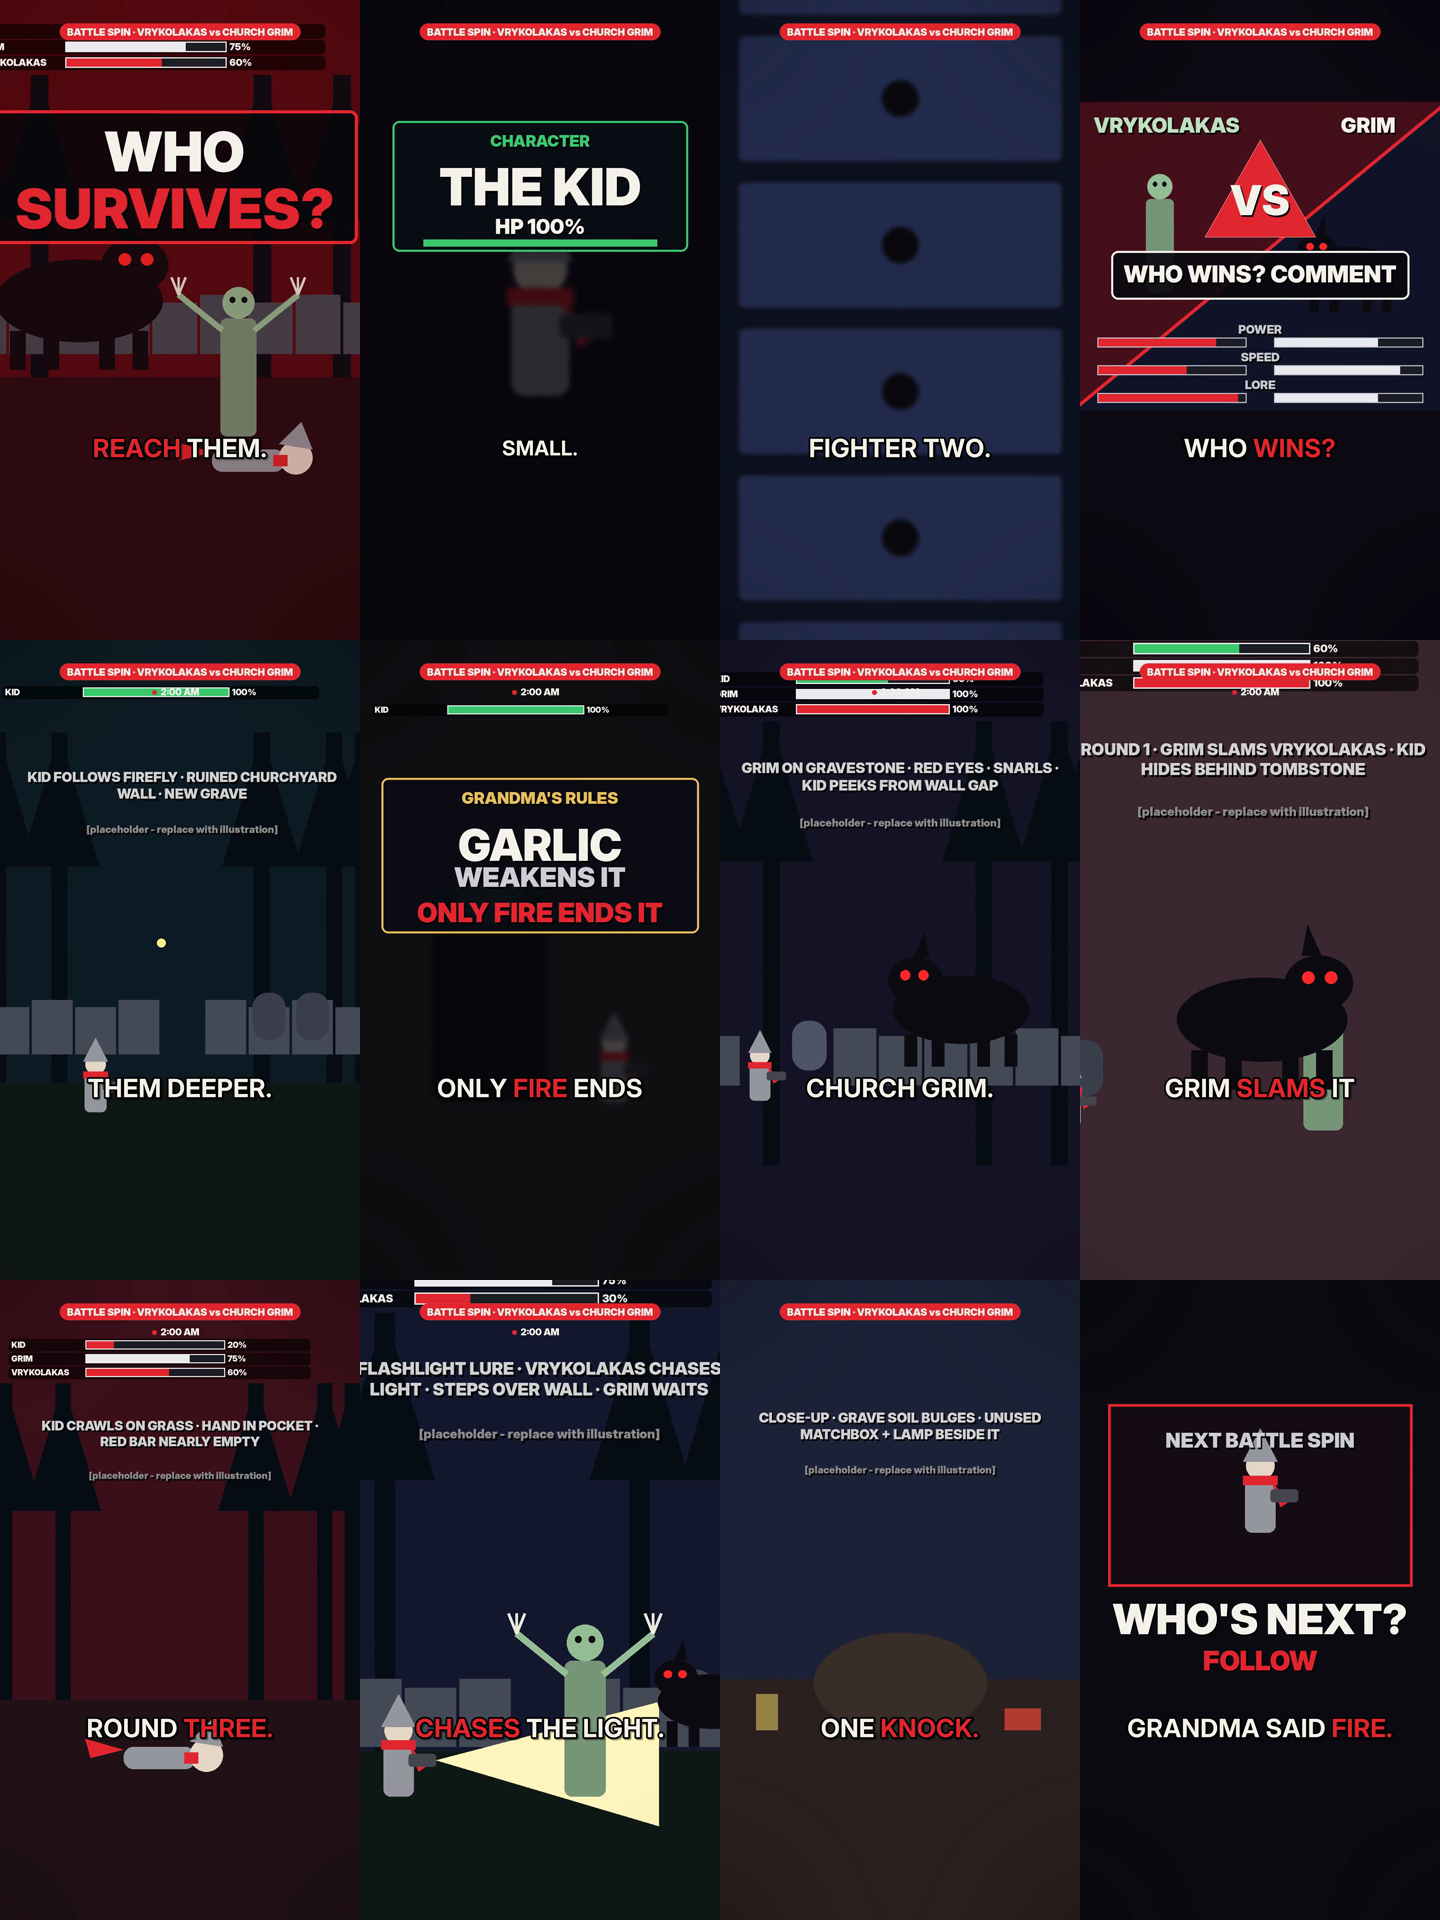 BATTLE SPIN · VRYKOLAKAS vs CHURCH GRIM
M 75%
KOLAKAS 60%
WHO
SURVIVES?
REACH THEM.
BATTLE SPIN · VRYKOLAKAS vs CHURCH GRIM
CHARACTER
THE KID
HP 100%
SMALL.
BATTLE SPIN · VRYKOLAKAS vs CHURCH GRIM
FIGHTER TWO.
BATTLE SPIN · VRYKOLAKAS vs CHURCH GRIM
VRYKOLAKAS GRIM
VS
WHO WINS? COMMENT
POWER
SPEED
LORE
WHO WINS?
BATTLE SPIN · VRYKOLAKAS vs CHURCH GRIM
KID 2:00 AM 100%
KID FOLLOWS FIREFLY · RUINED CHURCHYARD
WALL · NEW GRAVE
[placeholder - replace with illustration]
THEM DEEPER.
BATTLE SPIN · VRYKOLAKAS vs CHURCH GRIM
2:00 AM
KID 100%
GRANDMA'S RULES
GARLIC
WEAKENS IT
ONLY FIRE ENDS IT
ONLY FIRE ENDS
BATTLE SPIN · VRYKOLAKAS vs CHURCH GRIM
ID
GRIM 100%
VRYKOLAKAS 100%
GRIM ON GRAVESTONE · RED EYES · SNARLS ·
KID PEEKS FROM WALL GAP
[placeholder - replace with illustration]
CHURCH GRIM.
60%
BATTLE SPIN · VRYKOLAKAS vs CHURCH GRIM
LAKAS 100%
2:00 AM
ROUND 1 · GRIM SLAMS VRYKOLAKAS · KID
HIDES BEHIND TOMBSTONE
[placeholder - replace with illustration]
GRIM SLAMS IT
BATTLE SPIN · VRYKOLAKAS vs CHURCH GRIM
2:00 AM
KID 20%
GRIM 75%
VRYKOLAKAS 60%
KID CRAWLS ON GRASS · HAND IN POCKET ·
RED BAR NEARLY EMPTY
[placeholder - replace with illustration]
ROUND THREE.
75%
LAKAS 30%
BATTLE SPIN · VRYKOLAKAS vs CHURCH GRIM
2:00 AM
FLASHLIGHT LURE · VRYKOLAKAS CHASES
LIGHT · STEPS OVER WALL · GRIM WAITS
[placeholder - replace with illustration]
CHASES THE LIGHT.
BATTLE SPIN · VRYKOLAKAS vs CHURCH GRIM
CLOSE-UP · GRAVE SOIL BULGES · UNUSED
MATCHBOX + LAMP BESIDE IT
[placeholder - replace with illustration]
ONE KNOCK.
NEXT BATTLE SPIN
WHO'S NEXT?
FOLLOW
GRANDMA SAID FIRE.